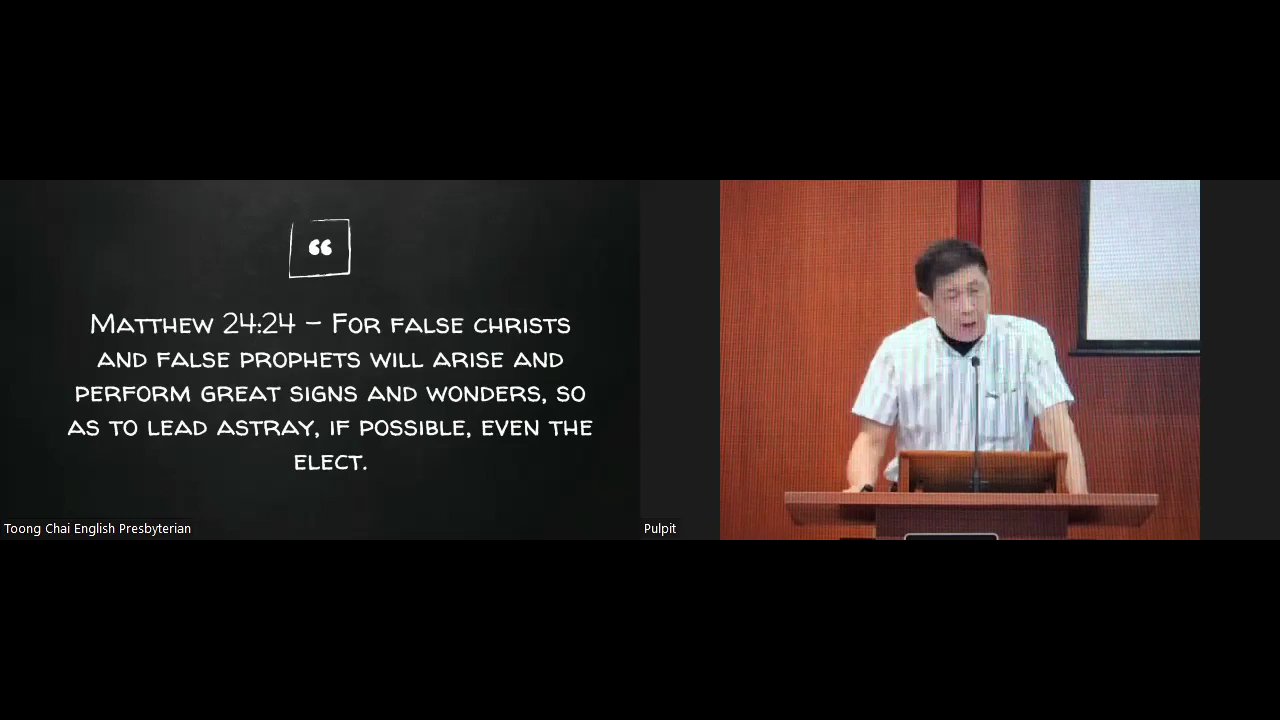 “
Matthew 24:24 – For false christs
and false prophets will arise and
perform great signs and wonders, so
as to lead astray, if possible, even the
elect.
Toong Chai English Presbyterian
Pulpit